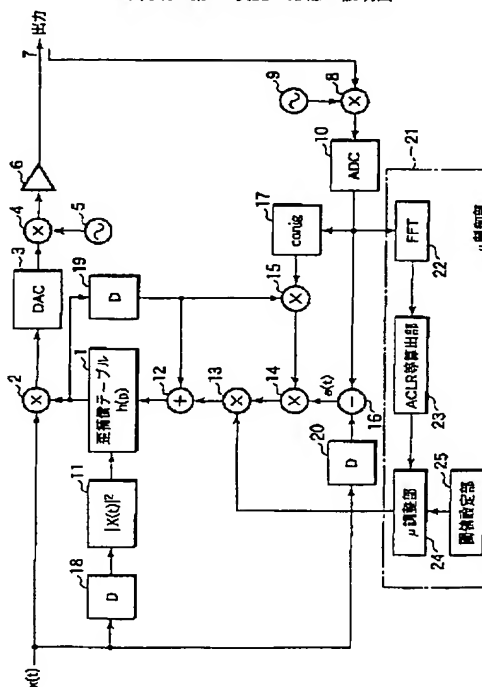 x(t)
18
D
11
|X(t)|²
1
歪補償テーブル
h(p)
2
X
3
DAC
4
X
5
6
7
出力
19
D
12
+
13
X
14
X
15
X
17
conjg
16
−
e(t)
20
D
8
X
9
10
ADC
21
22
FFT
23
ACLR等算出部
24
μ調整部
25
閾値設定部